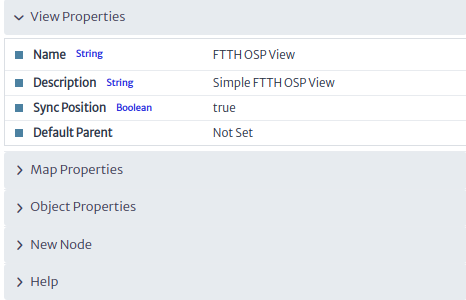 View Properties
Name String FTTH OSP View
Description String Simple FTTH OSP View
Sync Position Boolean true
Default Parent Not Set
Map Properties
Object Properties
New Node
Help